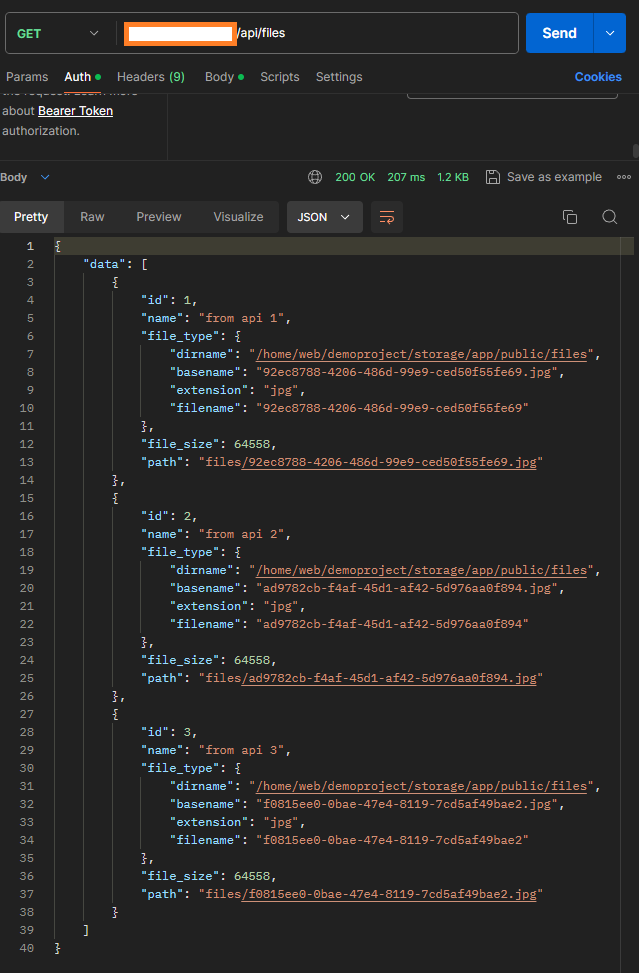 GET /api/files Send
Params Auth Headers (9) Body Scripts Settings Cookies
about Bearer Token
authorization.
Body 200 OK 207 ms 1.2 KB Save as example
Pretty Raw Preview Visualize JSON
1 {
2 "data": [
3 {
4 "id": 1,
5 "name": "from api 1",
6 "file_type": {
7 "dirname": "/home/web/demoproject/storage/app/public/files",
8 "basename": "92ec8788-4206-486d-99e9-ced50f55fe69.jpg",
9 "extension": "jpg",
10 "filename": "92ec8788-4206-486d-99e9-ced50f55fe69"
11 },
12 "file_size": 64558,
13 "path": "files/92ec8788-4206-486d-99e9-ced50f55fe69.jpg"
14 },
15 {
16 "id": 2,
17 "name": "from api 2",
18 "file_type": {
19 "dirname": "/home/web/demoproject/storage/app/public/files",
20 "basename": "ad9782cb-f4af-45d1-af42-5d976aa0f894.jpg",
21 "extension": "jpg",
22 "filename": "ad9782cb-f4af-45d1-af42-5d976aa0f894"
23 },
24 "file_size": 64558,
25 "path": "files/ad9782cb-f4af-45d1-af42-5d976aa0f894.jpg"
26 },
27 {
28 "id": 3,
29 "name": "from api 3",
30 "file_type": {
31 "dirname": "/home/web/demoproject/storage/app/public/files",
32 "basename": "f0815ee0-0bae-47e4-8119-7cd5af49bae2.jpg",
33 "extension": "jpg",
34 "filename": "f0815ee0-0bae-47e4-8119-7cd5af49bae2"
35 },
36 "file_size": 64558,
37 "path": "files/f0815ee0-0bae-47e4-8119-7cd5af49bae2.jpg"
38 }
39 ]
40 }